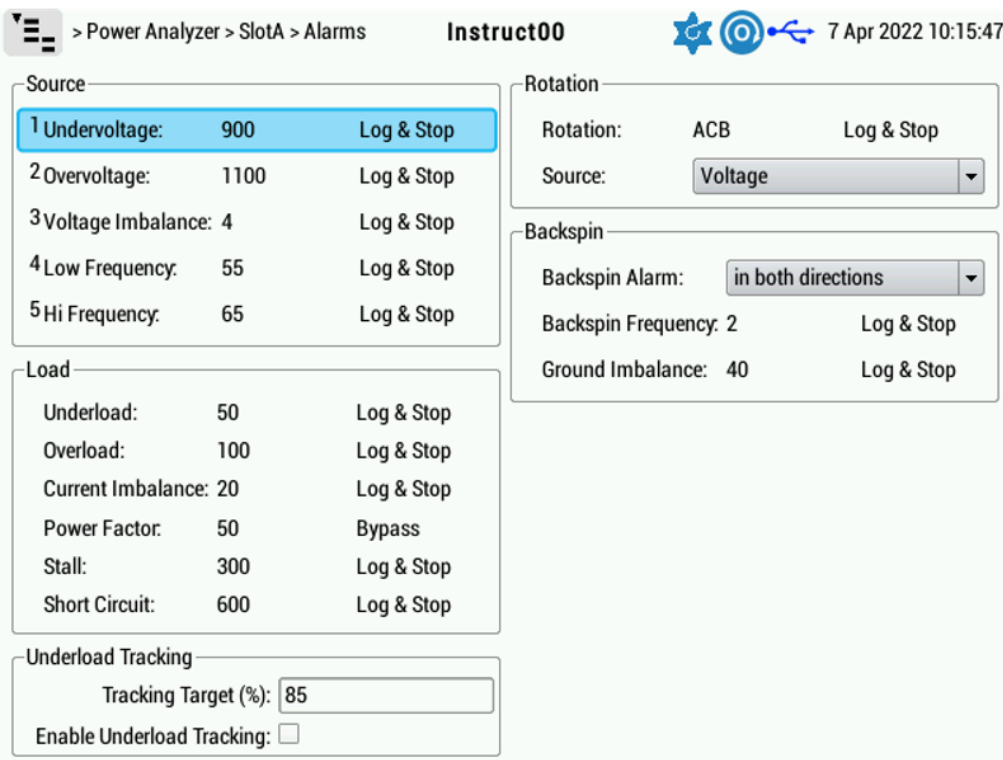 > Power Analyzer > SlotA > Alarms Instruct00 7 Apr 2022 10:15:47
Source
1 Undervoltage: 900 Log & Stop
2 Overvoltage: 1100 Log & Stop
3 Voltage Imbalance: 4 Log & Stop
4 Low Frequency: 55 Log & Stop
5 Hi Frequency: 65 Log & Stop
Load
Underload: 50 Log & Stop
Overload: 100 Log & Stop
Current Imbalance: 20 Log & Stop
Power Factor: 50 Bypass
Stall: 300 Log & Stop
Short Circuit: 600 Log & Stop
Underload Tracking
Tracking Target (%): 85
Enable Underload Tracking:
Rotation
Rotation: ACB Log & Stop
Source: Voltage
Backspin
Backspin Alarm: in both directions
Backspin Frequency: 2 Log & Stop
Ground Imbalance: 40 Log & Stop